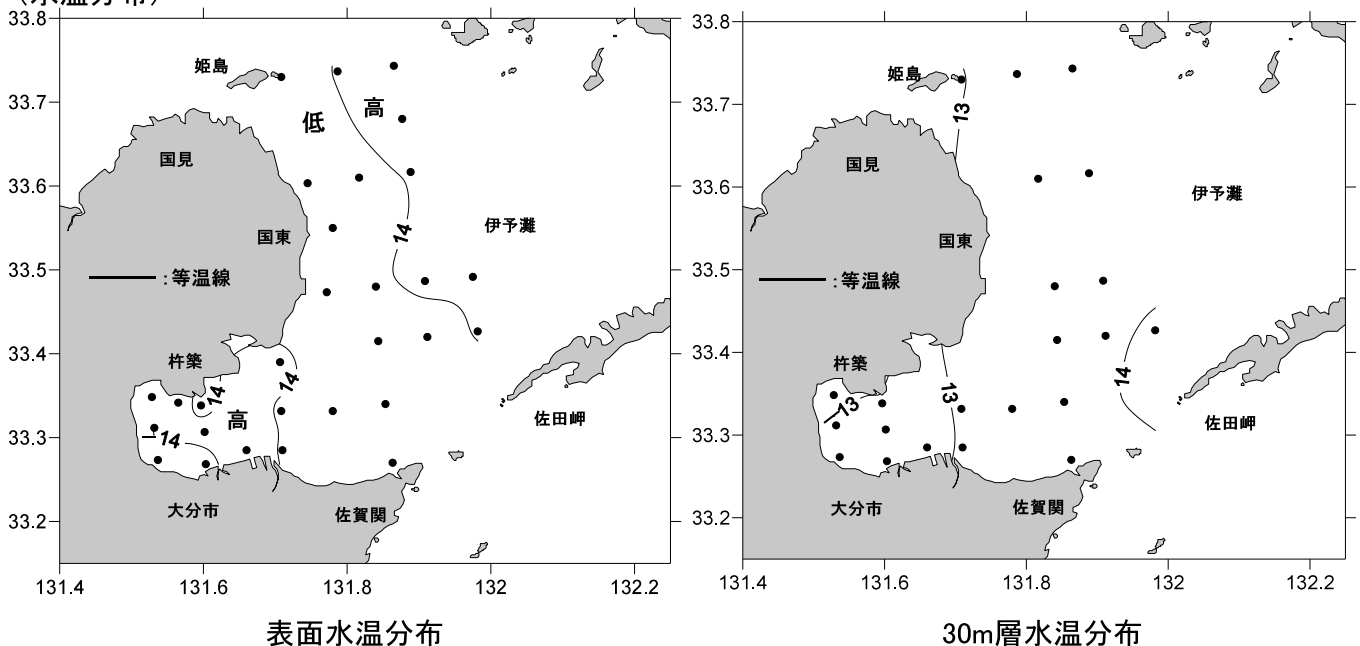 (水温分布)
33.8
33.7
33.6
33.5
33.4
33.3
33.2
131.4
131.6
131.8
132
132.2
姫島
低
高
国見
国東
14
伊予灘
:等温線
杵築
14
14
高
14
佐田岬
大分市
佐賀関
表面水温分布
33.8
33.7
33.6
33.5
33.4
33.3
33.2
131.4
131.6
131.8
132
132.2
姫島
13
国見
伊予灘
国東
:等温線
杵築
13
13
14
佐田岬
大分市
佐賀関
30m層水温分布